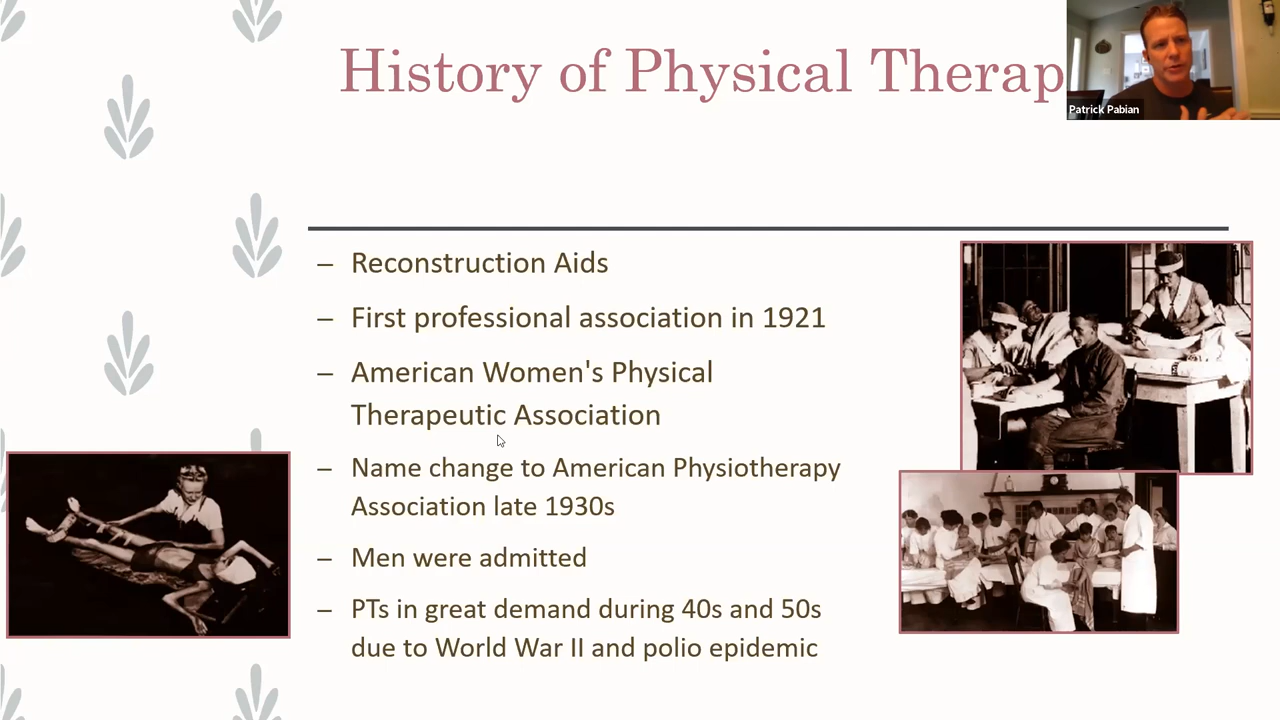 History of Physical Therap
Patrick Pabian
– Reconstruction Aids
– First professional association in 1921
– American Women's Physical
Therapeutic Association
– Name change to American Physiotherapy
Association late 1930s
– Men were admitted
– PTs in great demand during 40s and 50s
due to World War II and polio epidemic